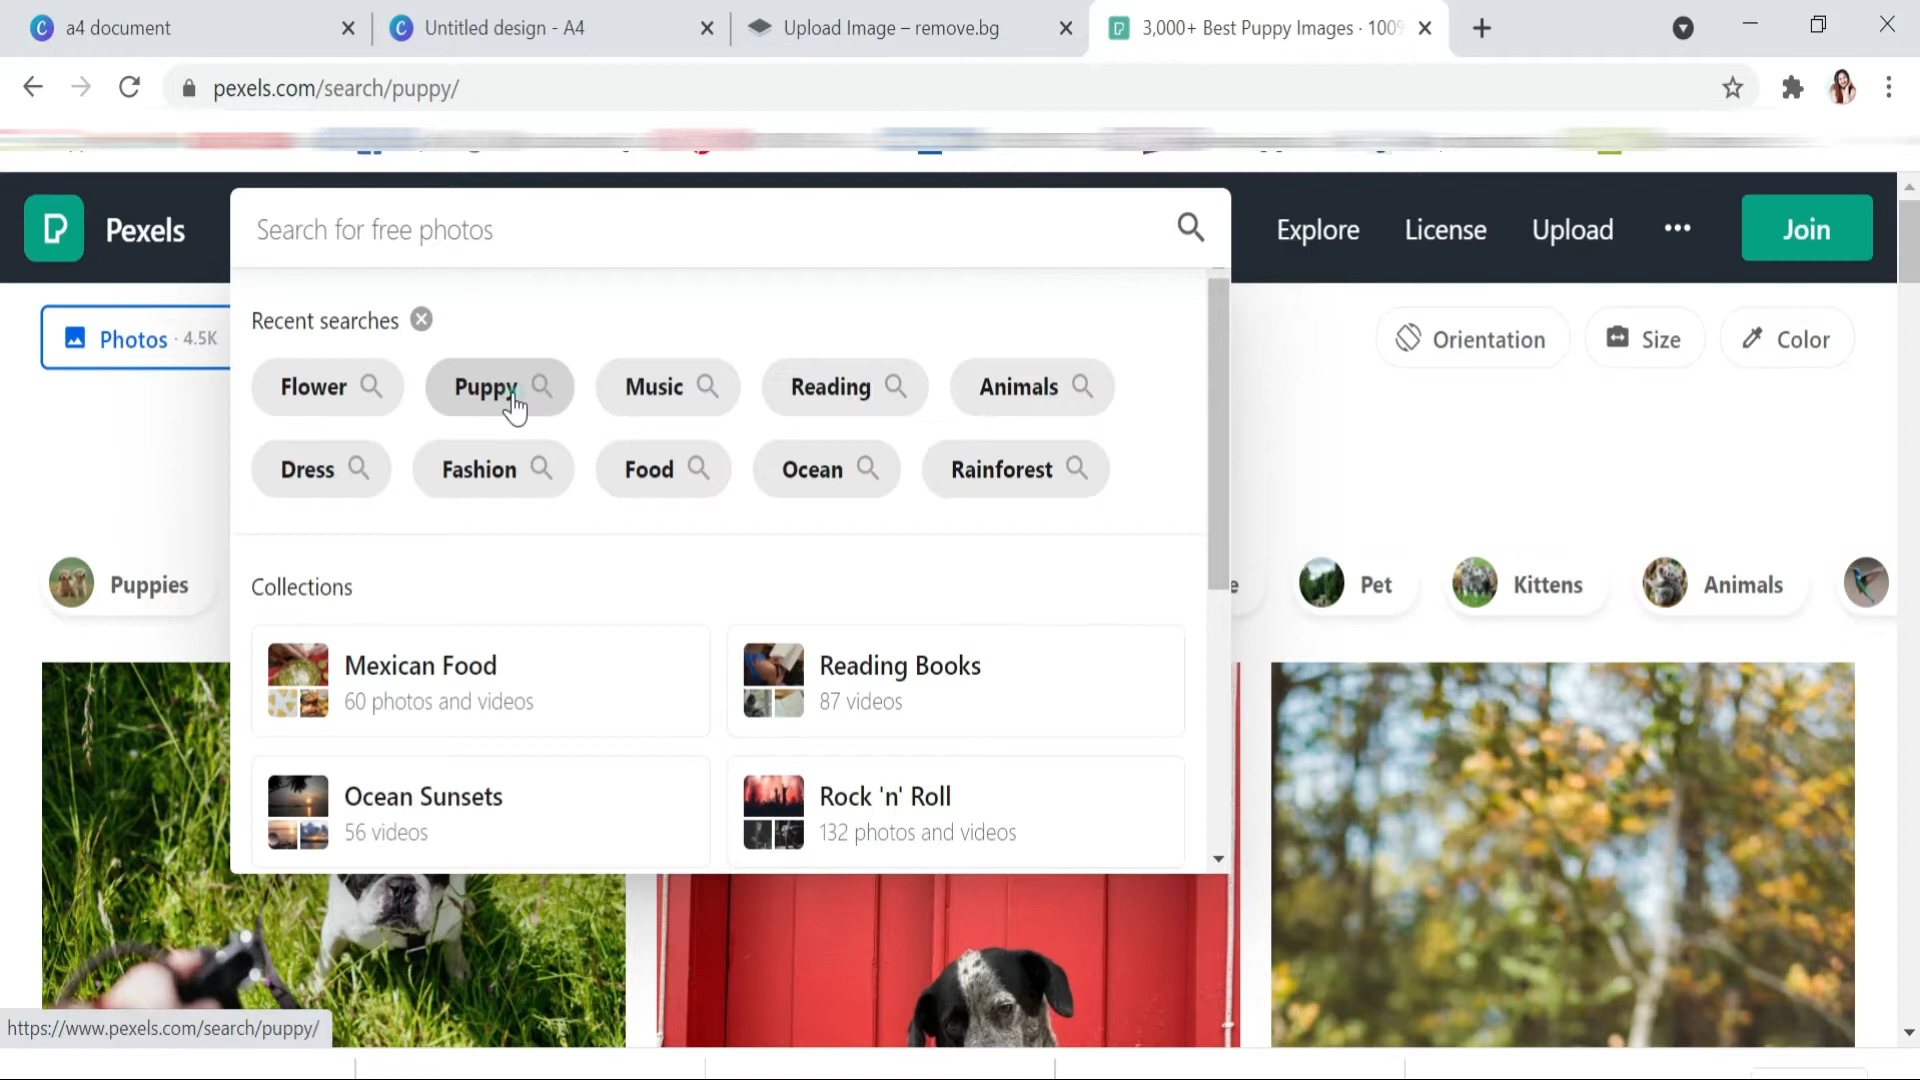 a4 document
Untitled design - A4
Upload Image – remove.bg
3,000+ Best Puppy Images · 100%
pexels.com/search/puppy/
Pexels
Search for free photos
Explore
License
Upload
Join
Recent searches
Photos · 4.5K
Orientation
Size
Color
Flower
Puppy
Music
Reading
Animals
Dress
Fashion
Food
Ocean
Rainforest
Puppies
Collections
e
Pet
Kittens
Animals
Mexican Food
60 photos and videos
Reading Books
87 videos
Ocean Sunsets
56 videos
Rock 'n' Roll
132 photos and videos
https://www.pexels.com/search/puppy/